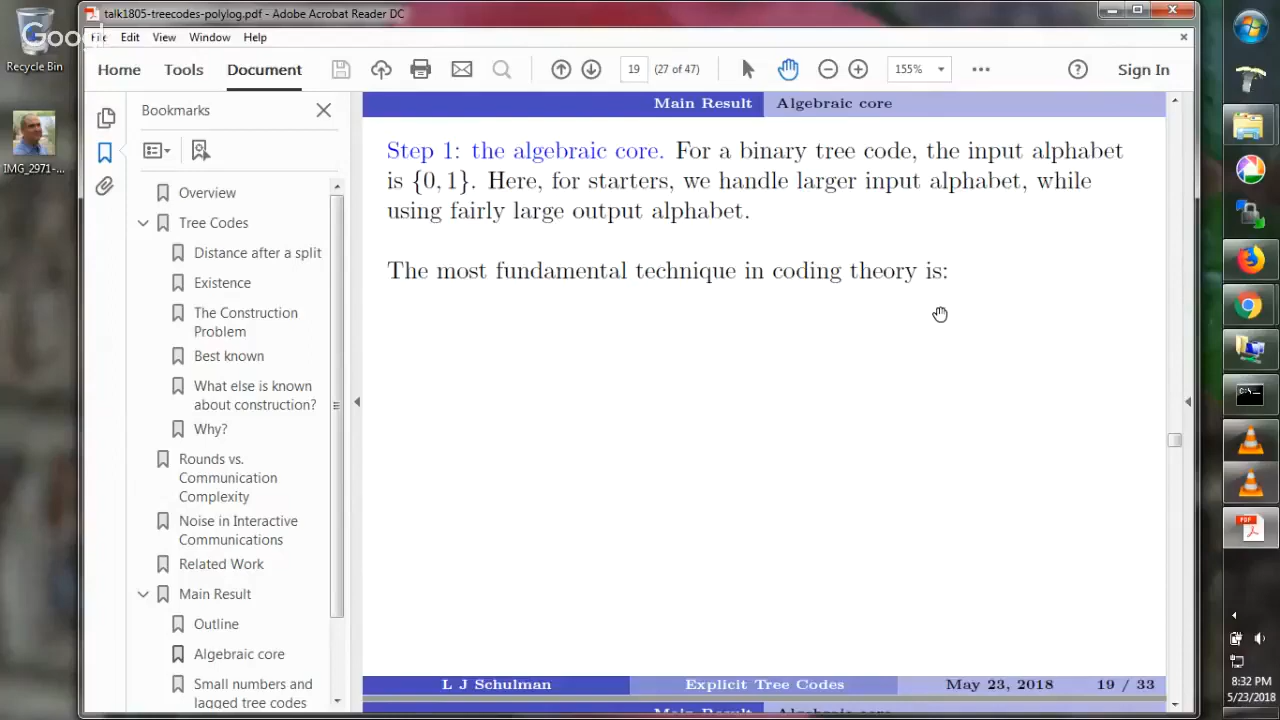 talk1805-treecodes-polylog.pdf - Adobe Acrobat Reader DC
Goo
File Edit View Window Help
Recycle Bin
Home Tools Document 19 (27 of 47) 155% Sign In
Bookmarks
Main Result Algebraic core
IMG_2971-...
Overview
Tree Codes
Distance after a split
Existence
The Construction
Problem
Best known
What else is known
about construction?
Why?
Rounds vs.
Communication
Complexity
Noise in Interactive
Communications
Related Work
Main Result
Outline
Algebraic core
Small numbers and
lagged tree codes
Step 1: the algebraic core. For a binary tree code, the input alphabet
is {0, 1}. Here, for starters, we handle larger input alphabet, while
using fairly large output alphabet.
The most fundamental technique in coding theory is:
L J Schulman Explicit Tree Codes May 23, 2018 19 / 33
Main Result Algebraic core
PDF
8:32 PM
5/23/2018